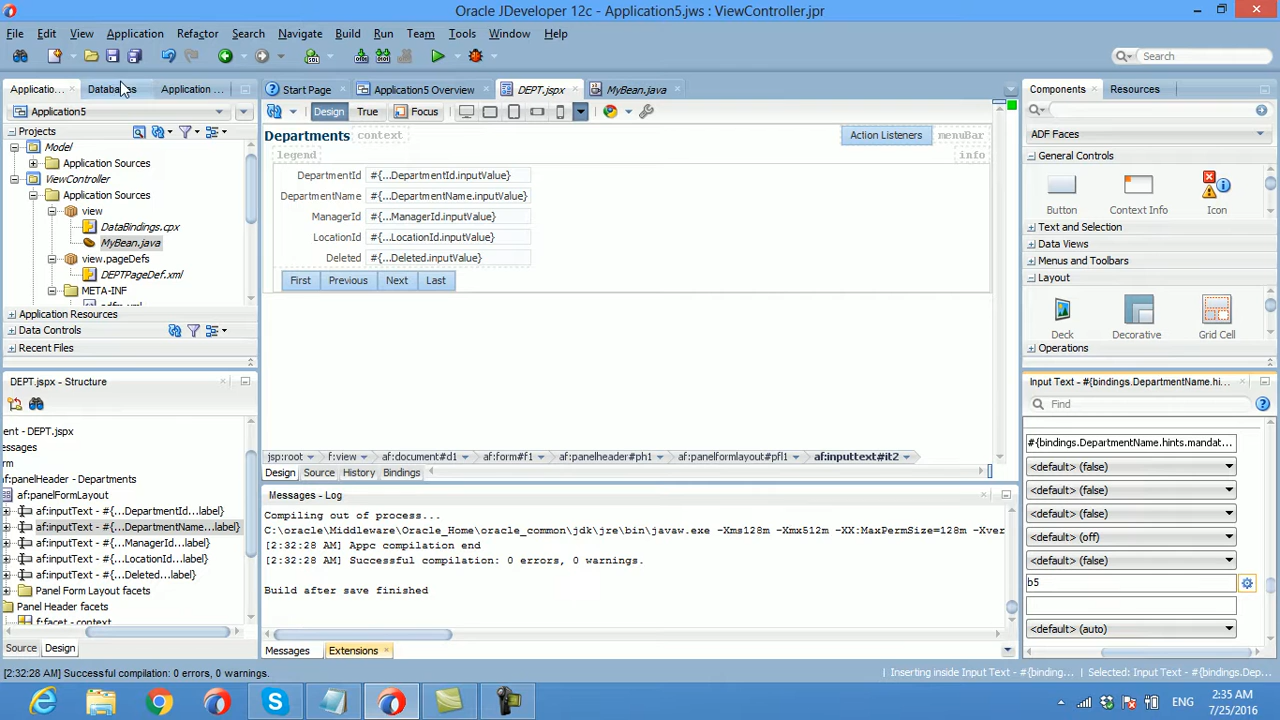 Oracle JDeveloper 12c - Application5.jws : ViewController.jpr
File Edit View Application Refactor Search Navigate Build Run Team Tools Window Help
Search
Applicatio... Databases Application ...
Application5
Projects
Model
Application Sources
ViewController
Application Sources
view
DataBindings.cpx
MyBean.java
view.pageDefs
DEPTPageDef.xml
META-INF
Application Resources
Data Controls
Recent Files
DEPT.jspx - Structure
ent - DEPT.jspx
essages
rm
panelHeader - Departments
af:panelFormLayout
af:inputText - #{...DepartmentId...label}
af:inputText - #{...DepartmentName...label}
af:inputText - #{...ManagerId...label}
af:inputText - #{...LocationId...label}
af:inputText - #{...Deleted...label}
Panel Form Layout facets
Panel Header facets
f:facet - context
Source Design
Start Page Application5 Overview DEPT.jspx MyBean.java
Design True Focus
Departments context Action Listeners menuBar
legend info
DepartmentId #{...DepartmentId.inputValue}
DepartmentName #{...DepartmentName.inputValue}
ManagerId #{...ManagerId.inputValue}
LocationId #{...LocationId.inputValue}
Deleted #{...Deleted.inputValue}
First Previous Next Last
jsp:root f:view af:document#d1 af:form#f1 af:panelheader#ph1 af:panelformlayout#pfl1 af:inputtext#it2
Design Source History Bindings
Messages - Log
Compiling out of process...
C:\oracle\Middleware\Oracle_Home\oracle_common\jdk\jre\bin\javaw.exe -Xms128m -Xmx512m -XX:MaxPermSize=128m -Xver
[2:32:28 AM] Appc compilation end
[2:32:28 AM] Successful compilation: 0 errors, 0 warnings.
Build after save finished
Messages Extensions
Components Resources
ADF Faces
General Controls
Button Context Info Icon
Text and Selection
Data Views
Menus and Toolbars
Layout
Deck Decorative Grid Cell
Operations
Input Text - #{bindings.DepartmentName.hi...
Find
#{bindings.DepartmentName.hints.mandat...
<default> (false)
<default> (false)
<default> (false)
<default> (off)
<default> (false)
b5
<default> (auto)
[2:32:28 AM] Successful compilation: 0 errors, 0 warnings.
Inserting inside Input Text - #{binding... Selected: Input Text - #{bindings.Dep...
ENG
2:35 AM
7/25/2016